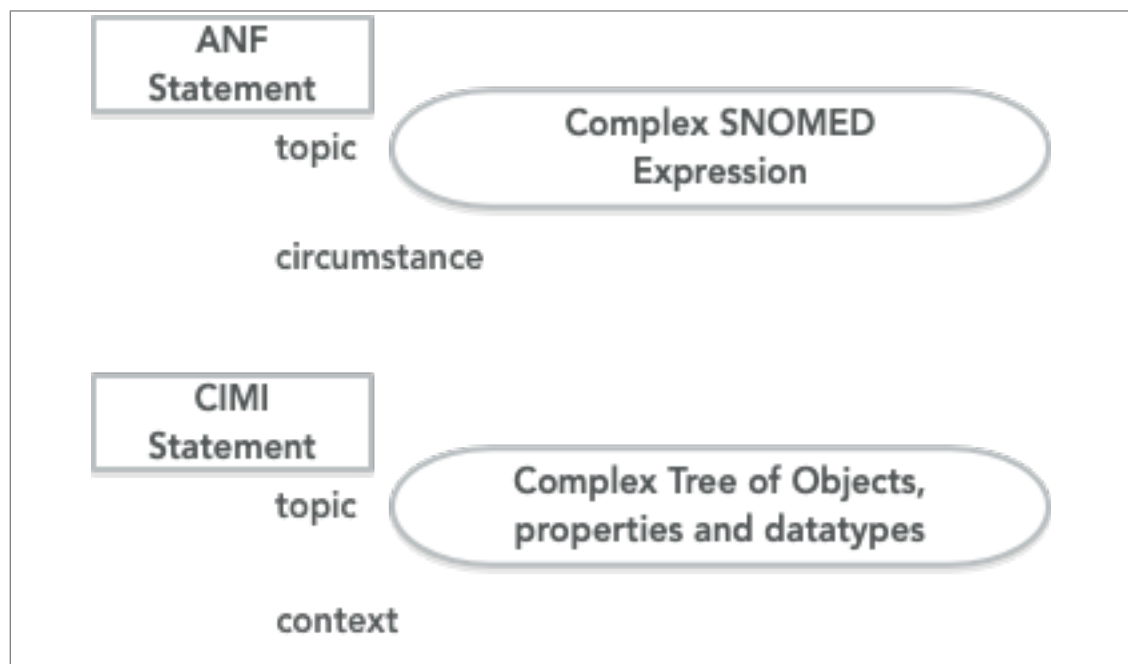 ANF
Statement
topic
Complex SNOMED
Expression
circumstance
CIMI
Statement
topic
Complex Tree of Objects,
properties and datatypes
context